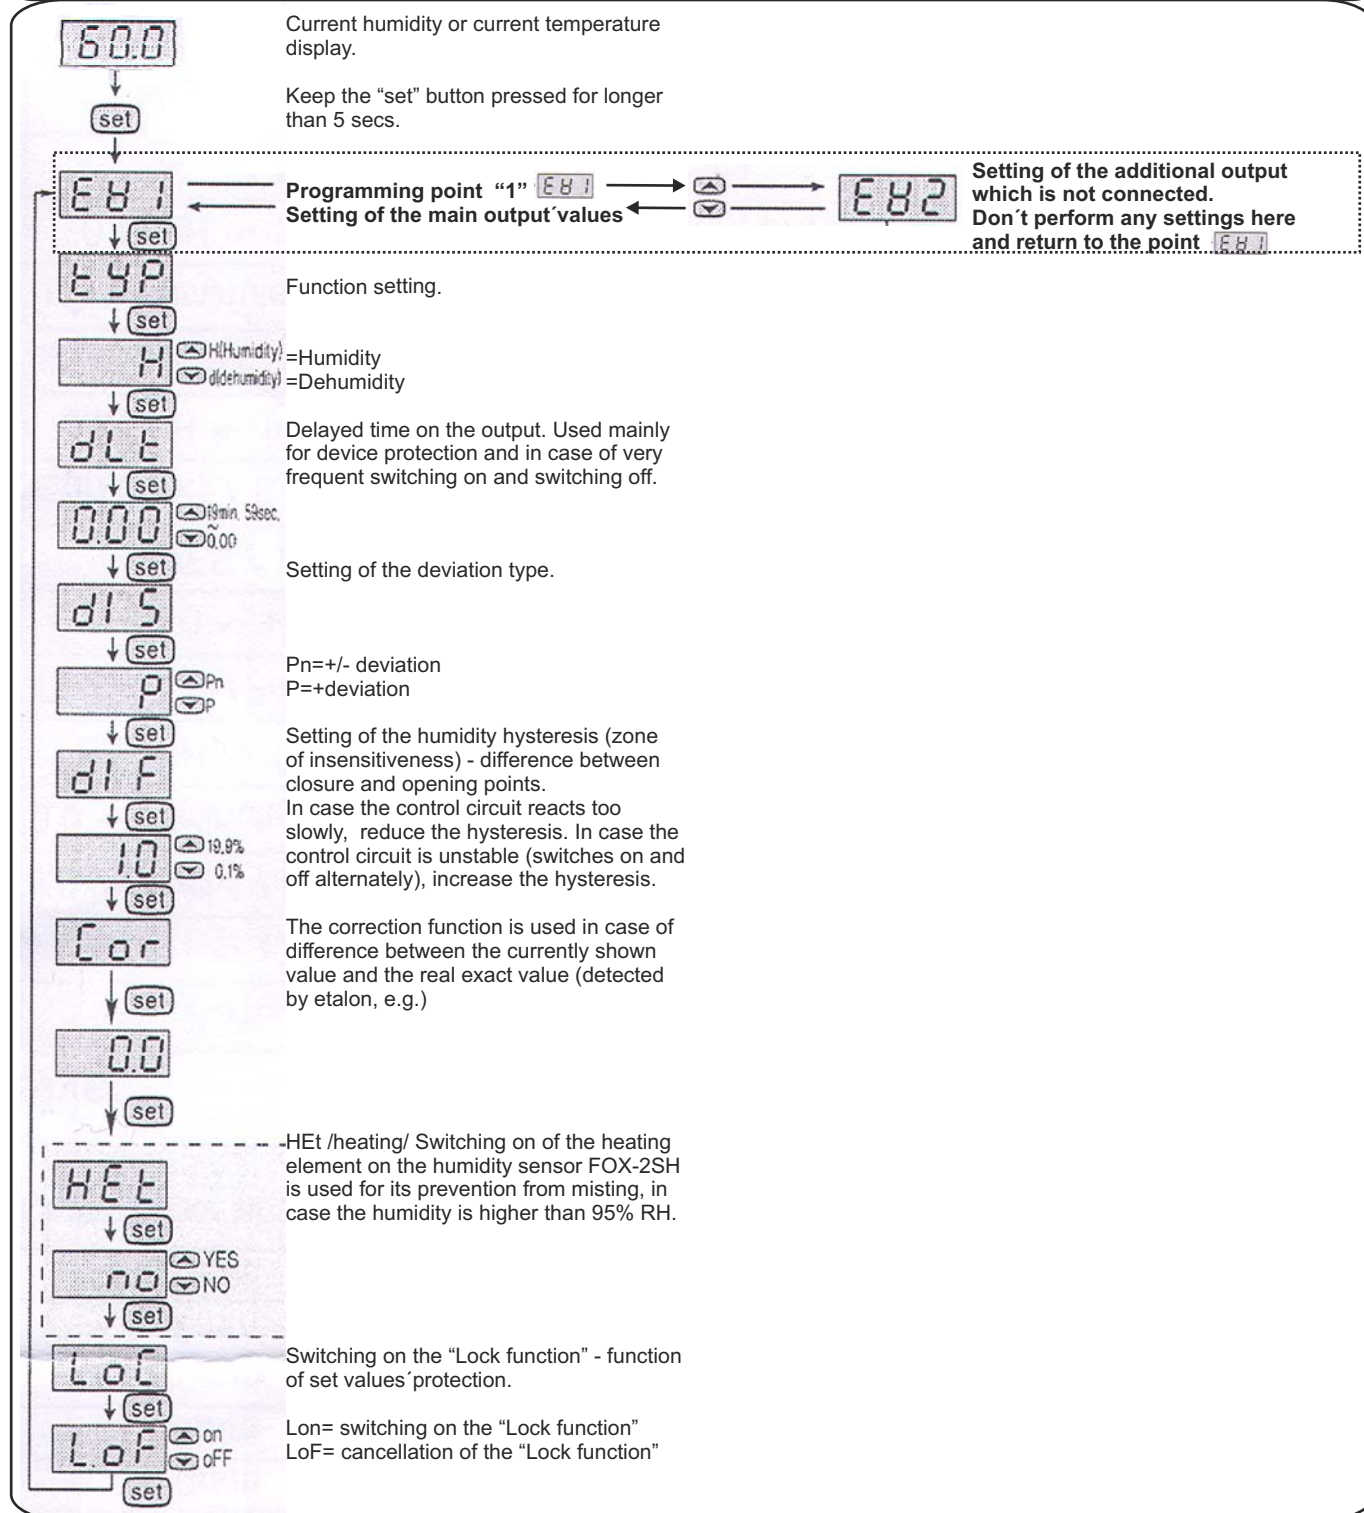 60.0
Current humidity or current temperature
display.
set
Keep the “set” button pressed for longer
than 5 secs.
EA1
Programming point “1” EA1
Setting of the main output´values
EA2
Setting of the additional output
which is not connected.
Don´t perform any settings here
and return to the point EA1
set
tyP
Function setting.
set
H
H(Humidity)
=Humidity
d(dehumidity)
=Dehumidity
set
dLt
Delayed time on the output. Used mainly
for device protection and in case of very
frequent switching on and switching off.
set
0.00
19min. 59sec.
~
0.00
set
Setting of the deviation type.
dIS
set
P
Pn
P
Pn=+/- deviation
P=+deviation
set
dIF
Setting of the humidity hysteresis (zone
of insensitiveness) - difference between
closure and opening points.
In case the control circuit reacts too
slowly, reduce the hysteresis. In case the
control circuit is unstable (switches on and
off alternately), increase the hysteresis.
set
1.0
19.9%
0.1%
set
Cor
The correction function is used in case of
difference between the currently shown
value and the real exact value (detected
by etalon, e.g.)
set
0.0
set
HEt
HEt /heating/ Switching on of the heating
element on the humidity sensor FOX-2SH
is used for its prevention from misting, in
case the humidity is higher than 95% RH.
set
no
YES
NO
set
LoC
Switching on the “Lock function” - function
of set values´protection.
set
L.oF
on
oFF
Lon= switching on the “Lock function”
LoF= cancellation of the “Lock function”
set